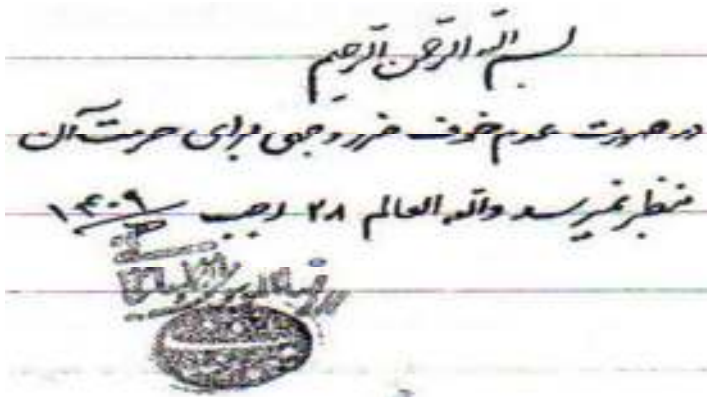 بسم الله الرحمن الرحیم
در صورت عدم خوف ضرر وجهی برای حرمت آن
بنظر نمیرسد والله العالم ۲۸ رجب ۱۴۰۹